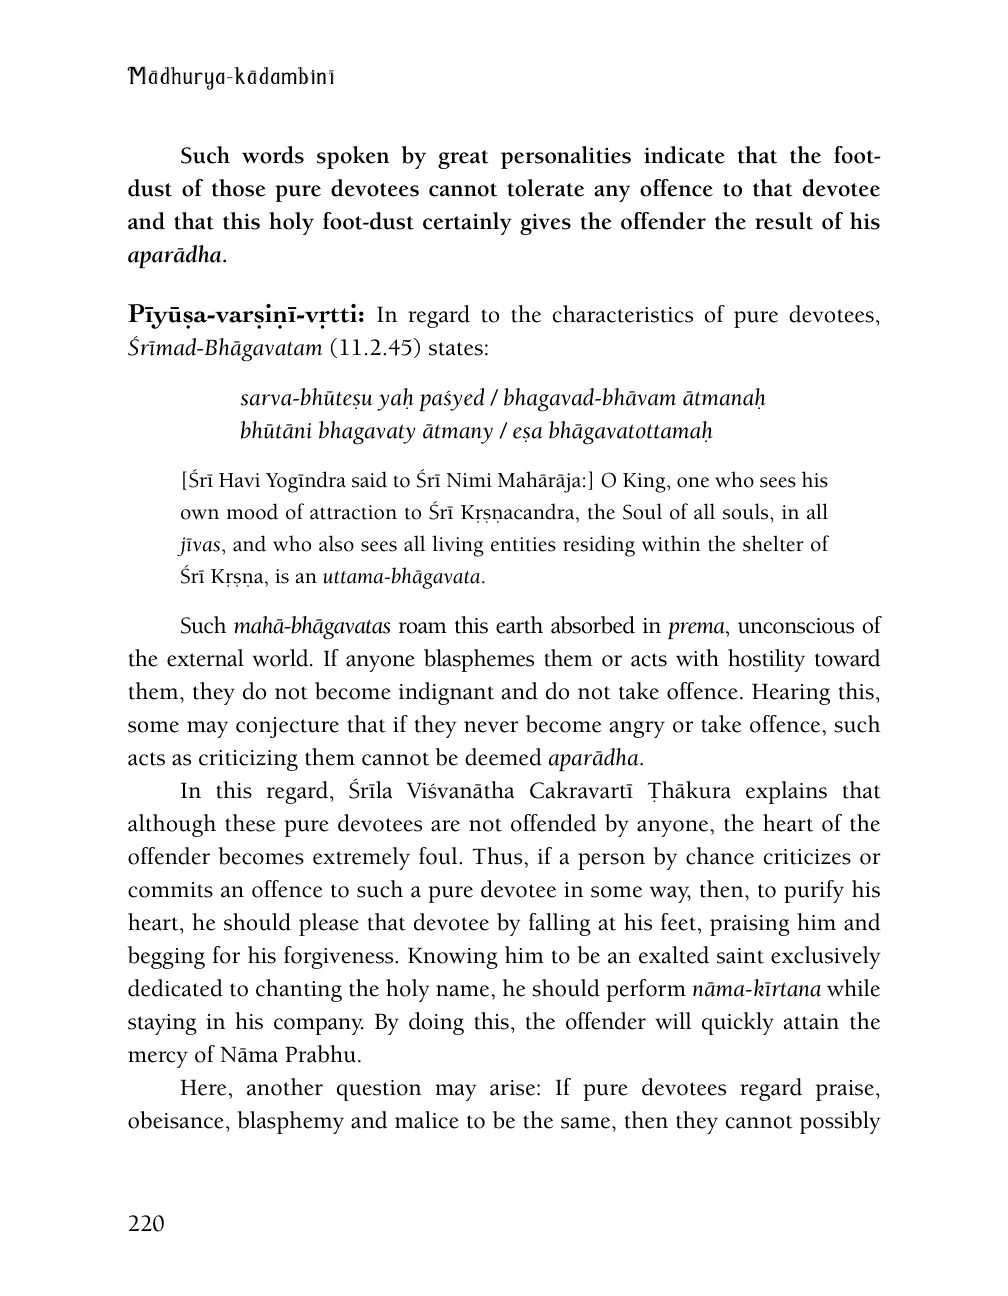 Mādhurya-kādambinī
Such words spoken by great personalities indicate that the foot-
dust of those pure devotees cannot tolerate any offence to that devotee
and that this holy foot-dust certainly gives the offender the result of his
aparādha.
Pīyūṣa-varṣiṇī-vṛtti: In regard to the characteristics of pure devotees,
Śrīmad-Bhāgavatam (11.2.45) states:
sarva-bhūteṣu yaḥ paśyed / bhagavad-bhāvam ātmanaḥ
bhūtāni bhagavaty ātmany / eṣa bhāgavatottamaḥ
[Śrī Havi Yogīndra said to Śrī Nimi Mahārāja:] O King, one who sees his
own mood of attraction to Śrī Kṛṣṇacandra, the Soul of all souls, in all
jīvas, and who also sees all living entities residing within the shelter of
Śrī Kṛṣṇa, is an uttama-bhāgavata.
Such mahā-bhāgavatas roam this earth absorbed in prema, unconscious of
the external world. If anyone blasphemes them or acts with hostility toward
them, they do not become indignant and do not take offence. Hearing this,
some may conjecture that if they never become angry or take offence, such
acts as criticizing them cannot be deemed aparādha.
In this regard, Śrīla Viśvanātha Cakravartī Ṭhākura explains that
although these pure devotees are not offended by anyone, the heart of the
offender becomes extremely foul. Thus, if a person by chance criticizes or
commits an offence to such a pure devotee in some way, then, to purify his
heart, he should please that devotee by falling at his feet, praising him and
begging for his forgiveness. Knowing him to be an exalted saint exclusively
dedicated to chanting the holy name, he should perform nāma-kīrtana while
staying in his company. By doing this, the offender will quickly attain the
mercy of Nāma Prabhu.
Here, another question may arise: If pure devotees regard praise,
obeisance, blasphemy and malice to be the same, then they cannot possibly
220